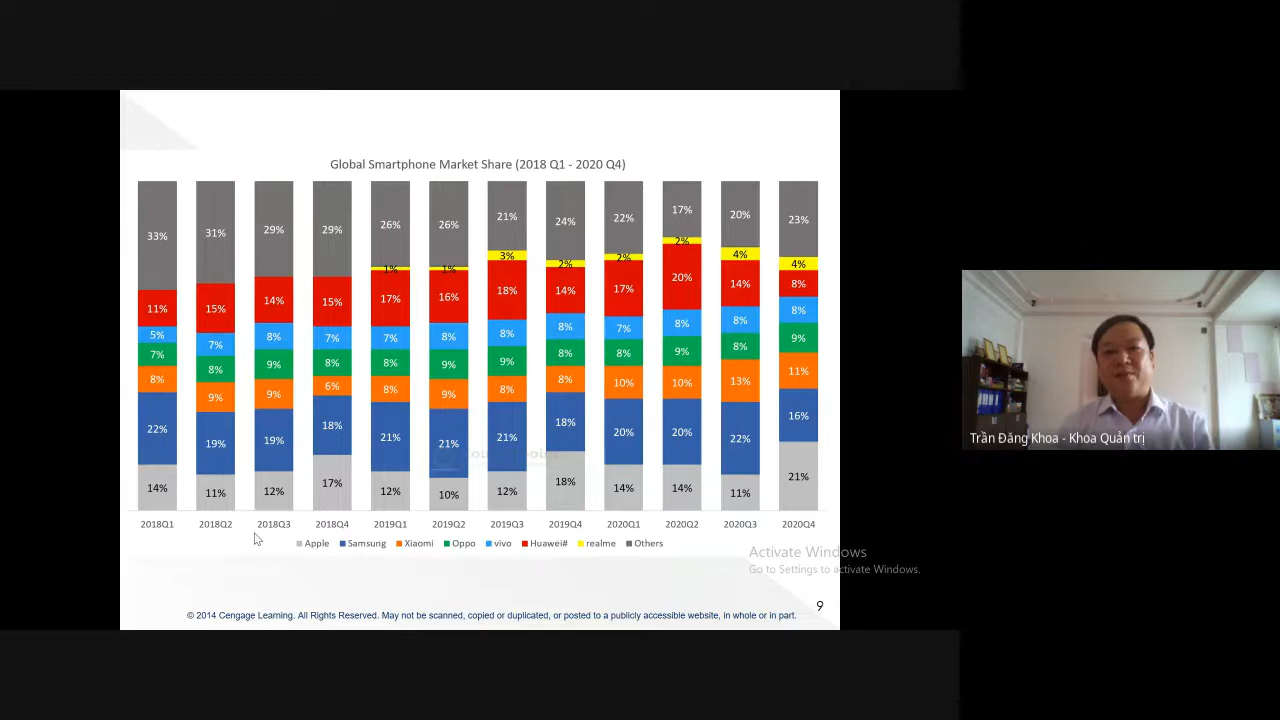 Global Smartphone Market Share (2018 Q1 - 2020 Q4)
33% 31% 29% 29% 26% 26% 21% 24% 22% 17% 20% 23%
1% 1% 3% 2% 2% 2% 4% 4%
11% 15% 14% 15% 17% 16% 18% 14% 17% 20% 14% 8%
5% 7% 8% 7% 7% 8% 8% 8% 7% 8% 8% 8%
7% 8% 9% 8% 8% 9% 9% 8% 8% 9% 8% 9%
8% 9% 9% 6% 8% 9% 8% 8% 10% 10% 13% 11%
22% 19% 19% 18% 21% 21% 21% 18% 20% 20% 22% 16%
14% 11% 12% 17% 12% 10% 12% 18% 14% 14% 11% 21%
2018Q1 2018Q2 2018Q3 2018Q4 2019Q1 2019Q2 2019Q3 2019Q4 2020Q1 2020Q2 2020Q3 2020Q4
Apple Samsung Xiaomi Oppo vivo Huawei# realme Others
Activate Windows
Go to Settings to activate Windows.
9
© 2014 Cengage Learning. All Rights Reserved. May not be scanned, copied or duplicated, or posted to a publicly accessible website, in whole or in part.
Trần Đăng Khoa - Khoa Quản trị